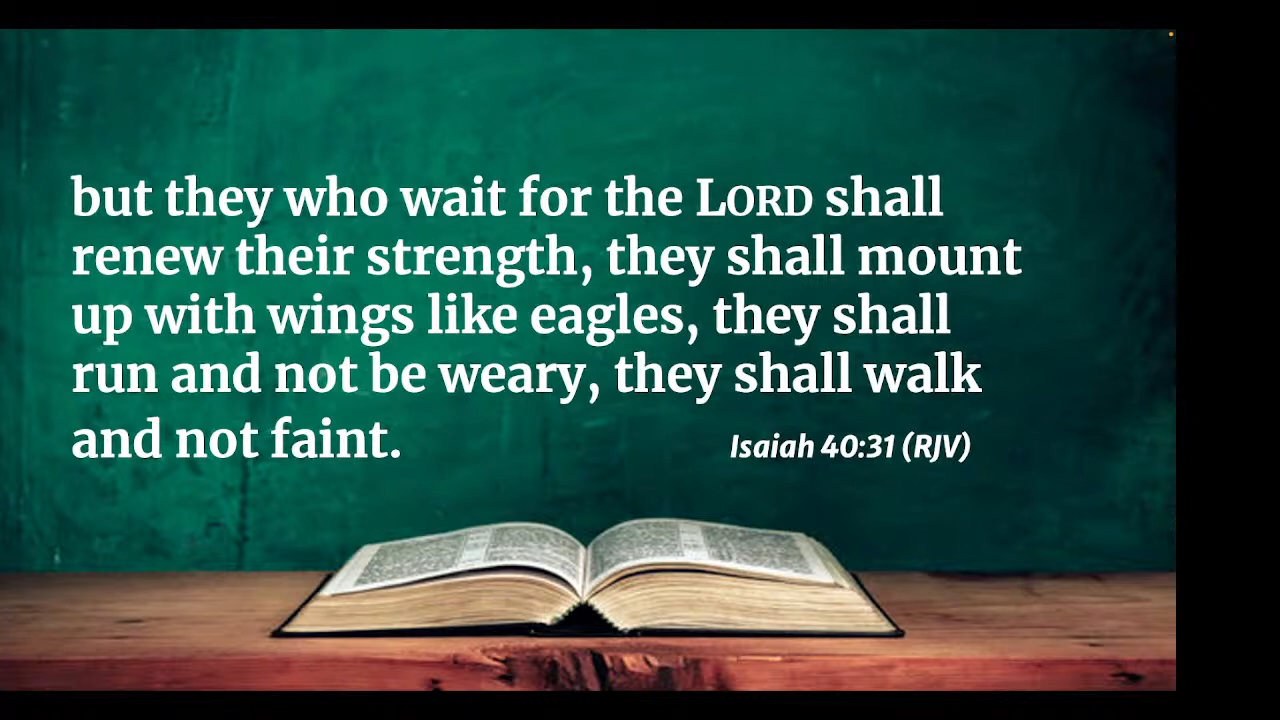 but they who wait for the LORD shall
renew their strength, they shall mount
up with wings like eagles, they shall
run and not be weary, they shall walk
and not faint.
Isaiah 40:31 (RJV)